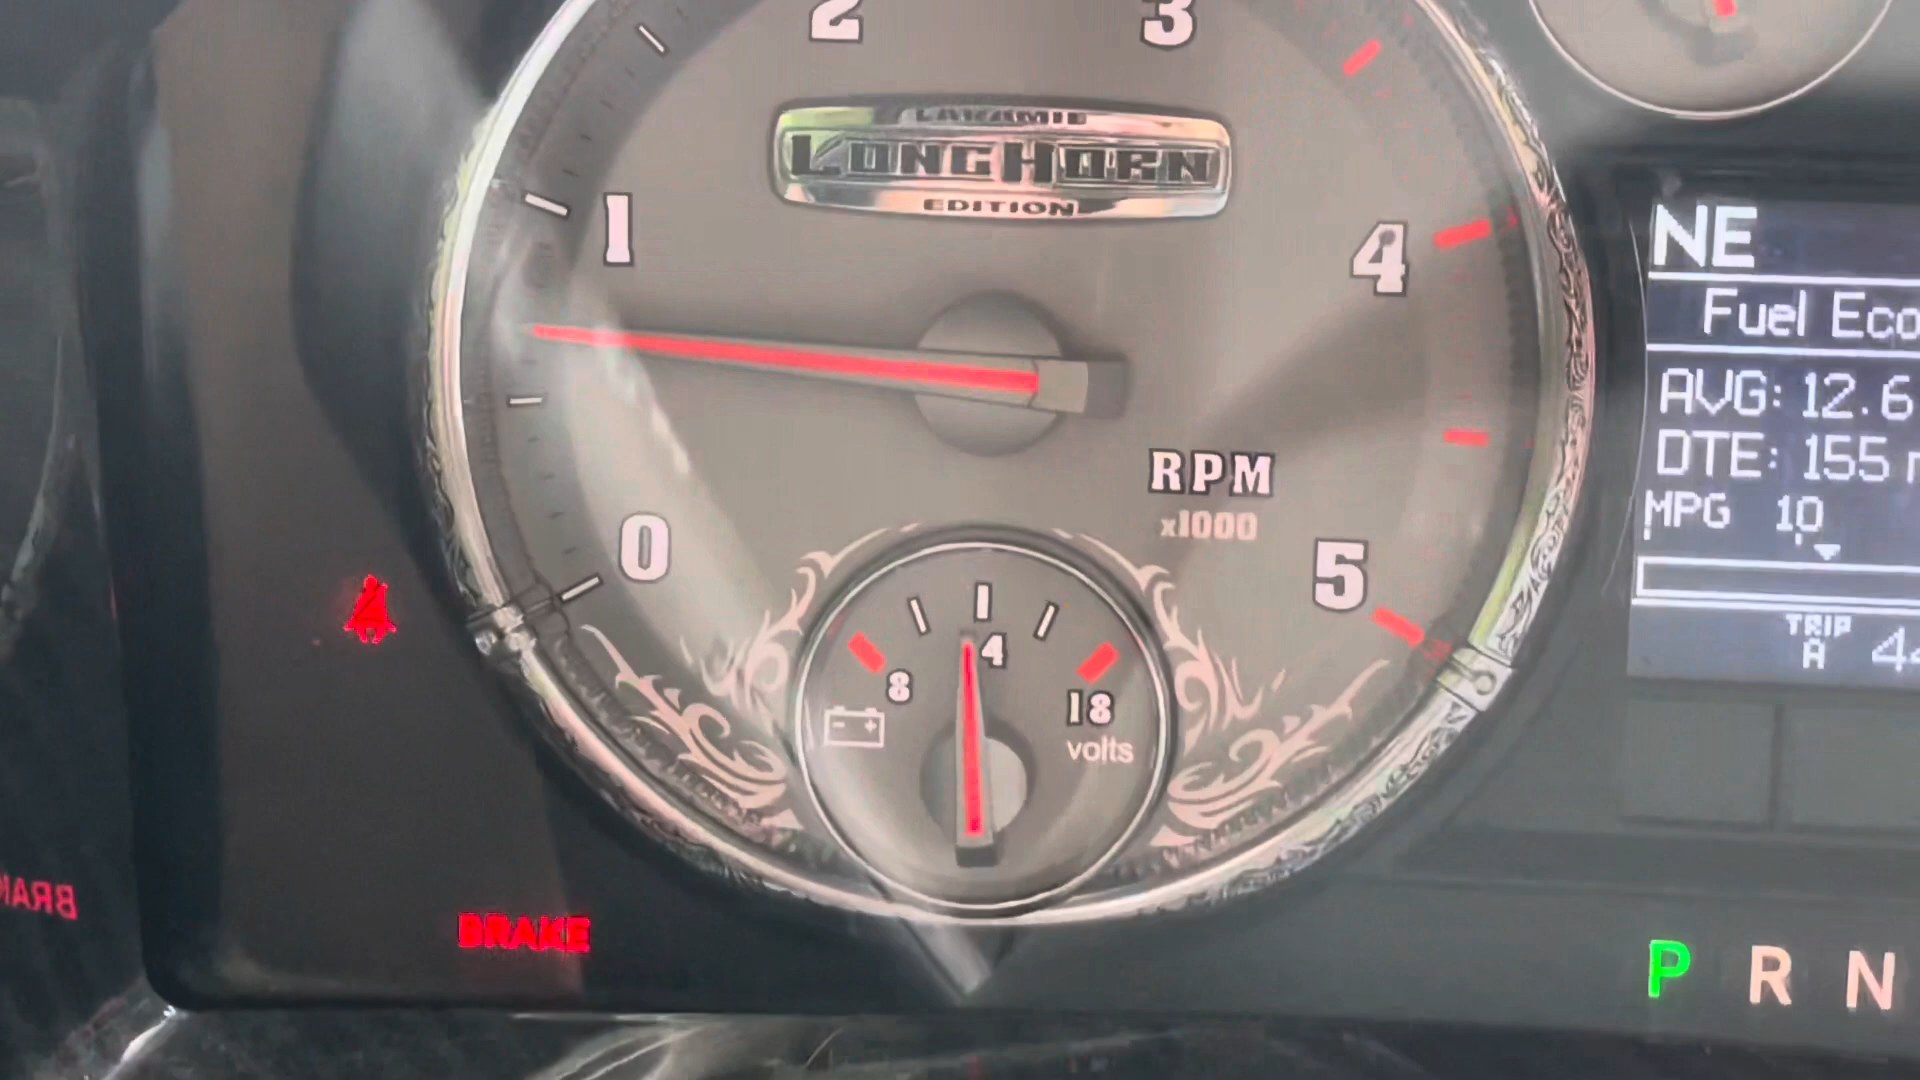 2 3
LARAMIE
LONGHORN
EDITION
1
4
NE
Fuel Eco
AVG: 12.6
DTE: 155
MPG 10
RPM
x1000
0
5
14
8
18
volts
TRIP
A
BRAKE
P R N